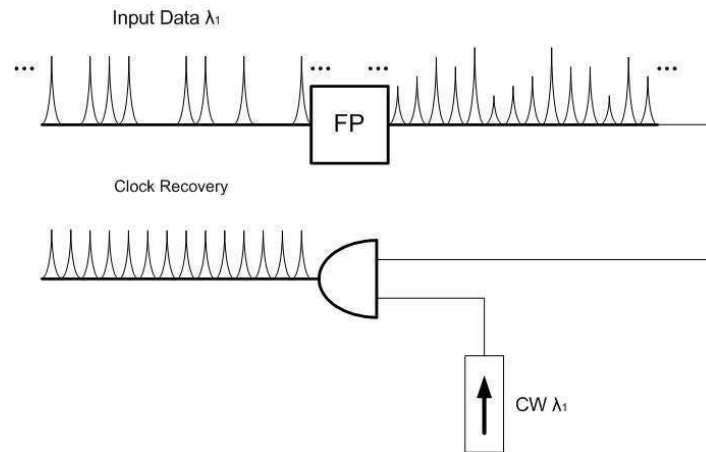 Input Data λ₁
... ... ... ...
FP
Clock Recovery
CW λ₁